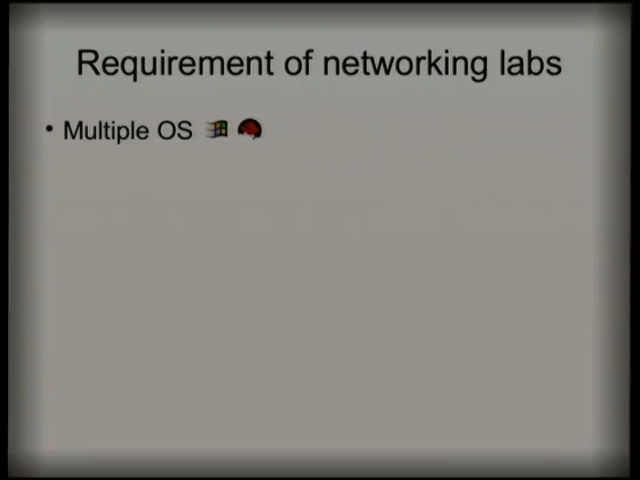 Requirement of networking labs
• Multiple OS